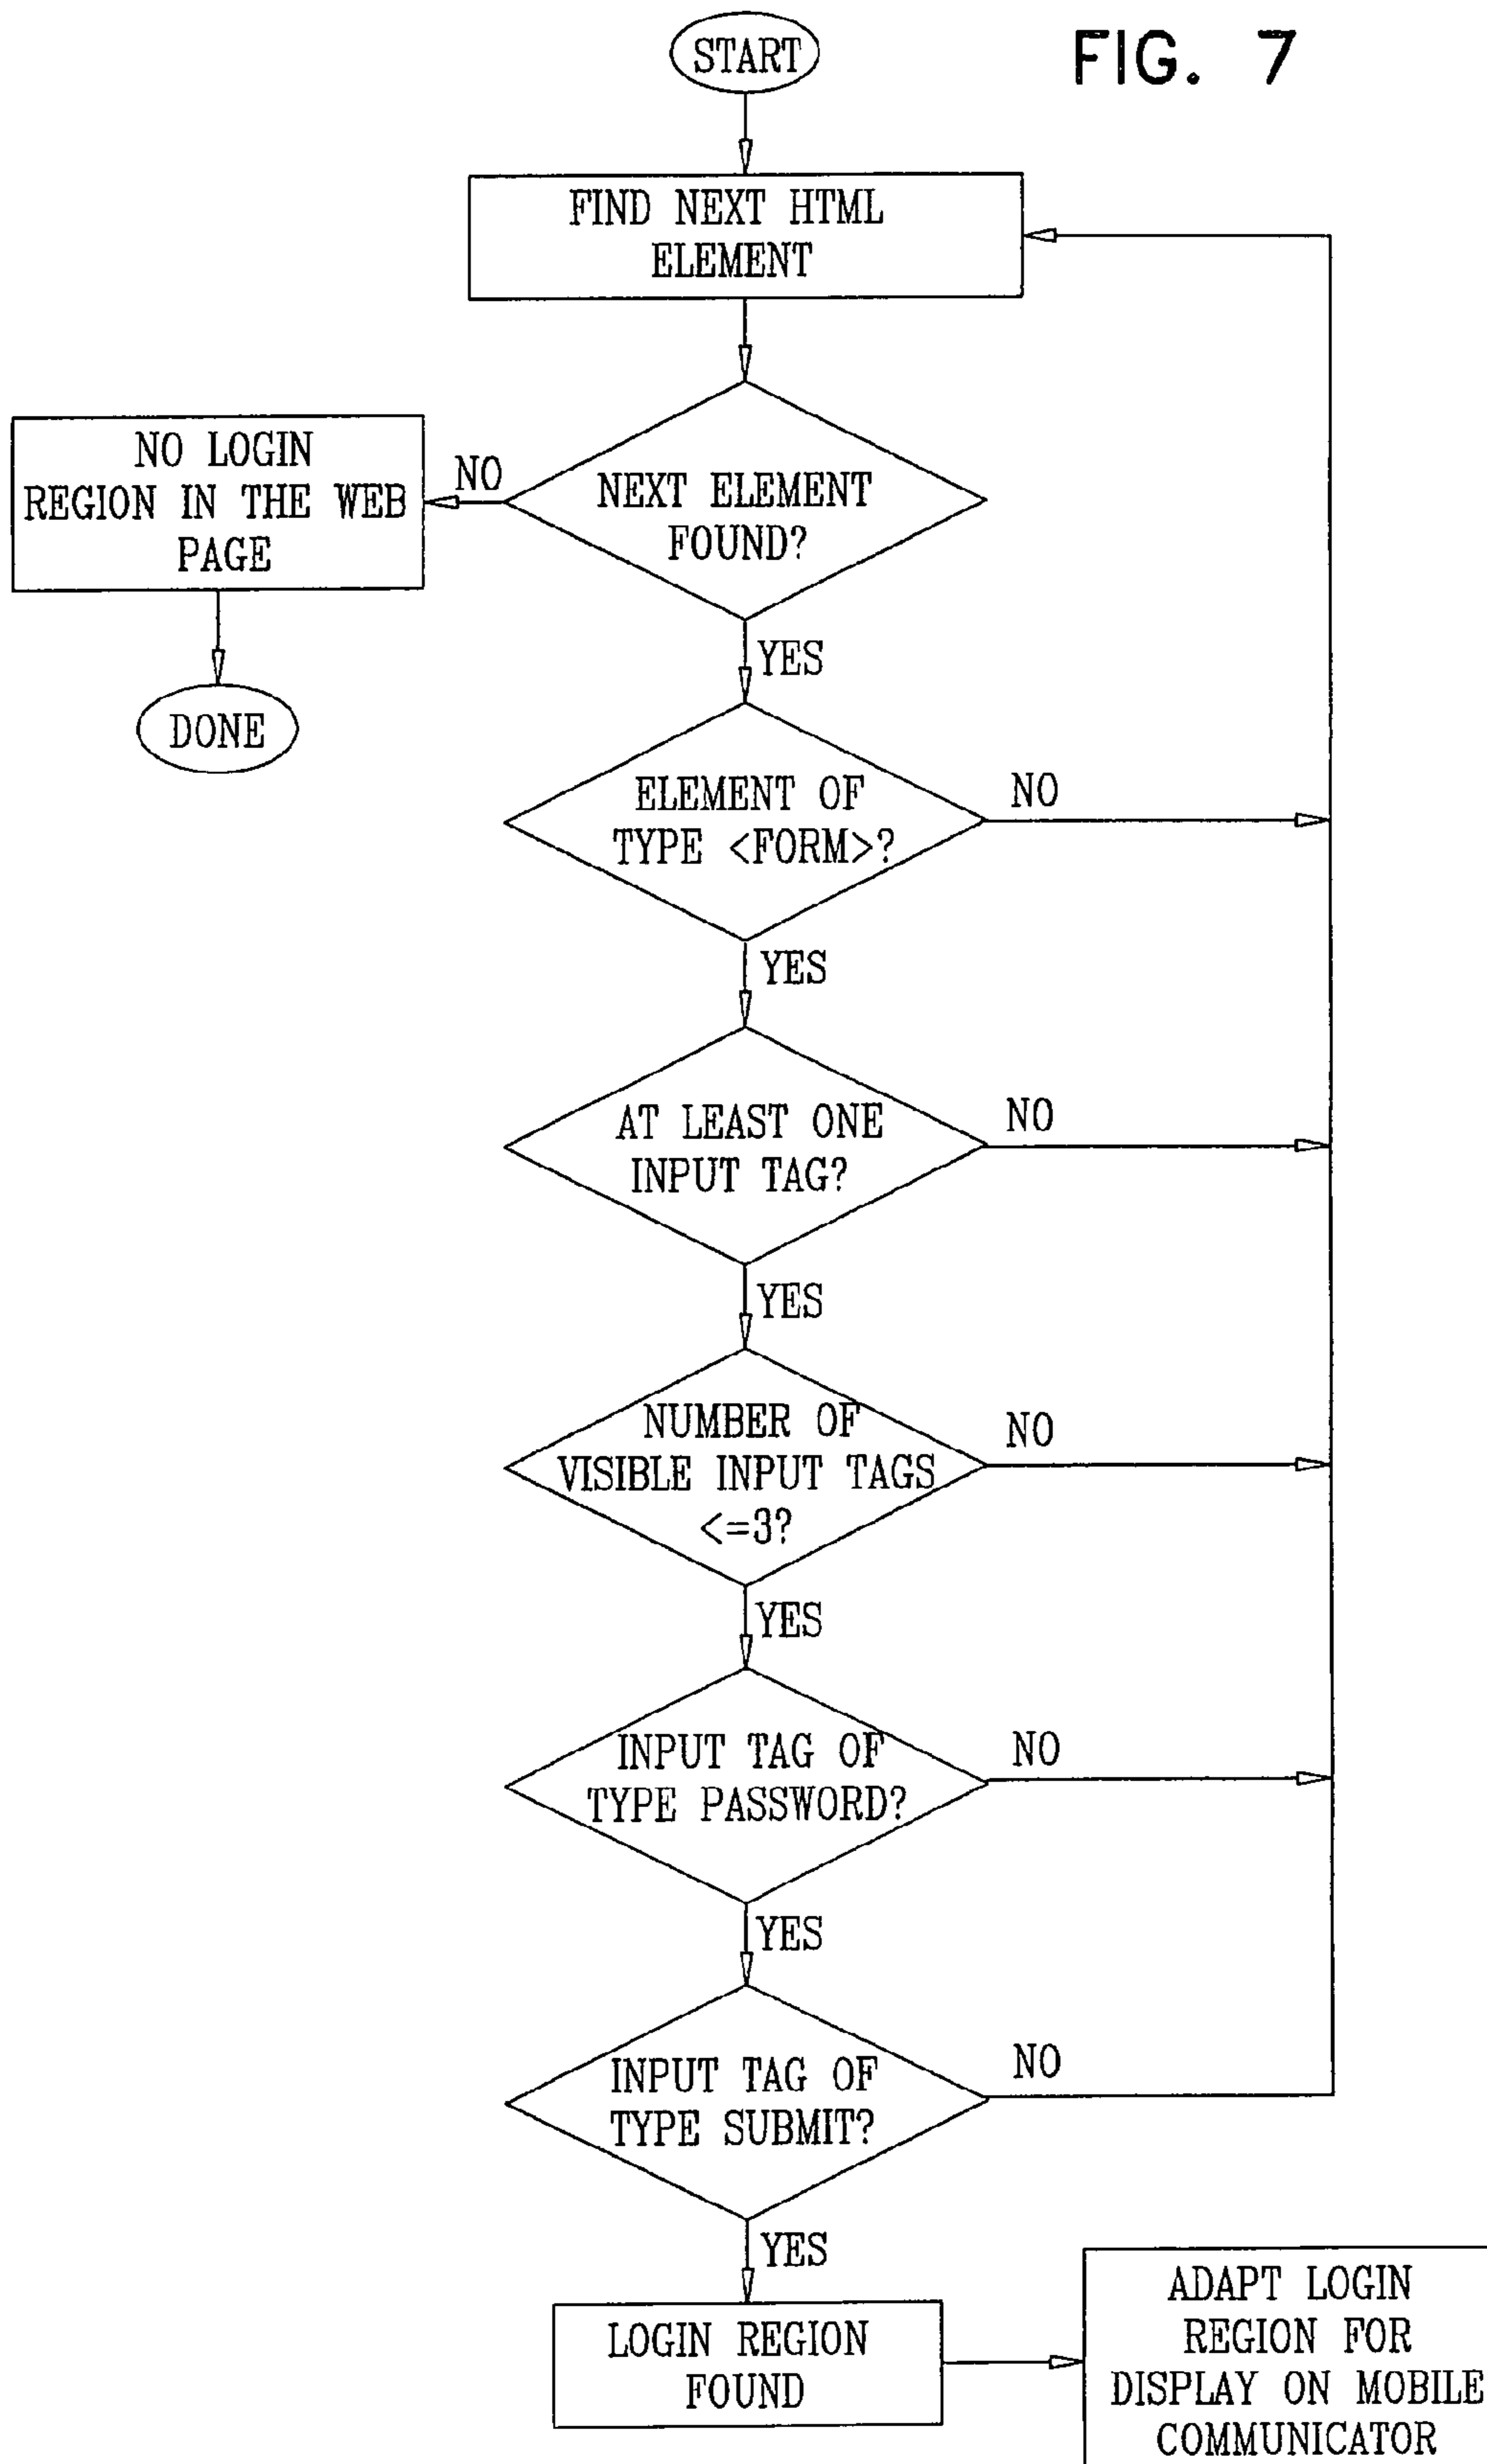 START
FIG. 7
FIND NEXT HTML
ELEMENT
NO LOGIN
REGION IN THE WEB
PAGE
NO
NEXT ELEMENT
FOUND?
YES
DONE
ELEMENT OF
TYPE <FORM>?
NO
YES
AT LEAST ONE
INPUT TAG?
NO
YES
NUMBER OF
VISIBLE INPUT TAGS
<=3?
NO
YES
INPUT TAG OF
TYPE PASSWORD?
NO
YES
INPUT TAG OF
TYPE SUBMIT?
NO
YES
LOGIN REGION
FOUND
ADAPT LOGIN
REGION FOR
DISPLAY ON MOBILE
COMMUNICATOR